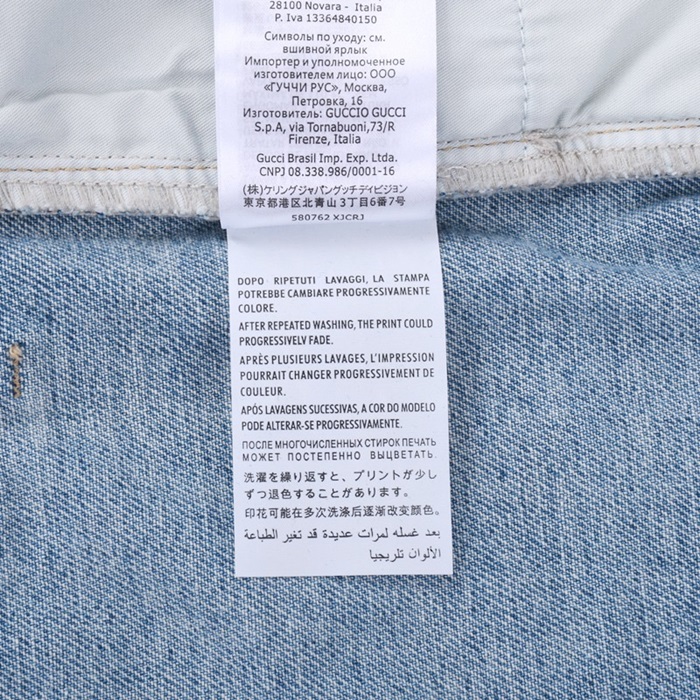 28100 Novara - Italia
P. Iva 13364840150
Символы по уходу: см.
вшивной ярлык
Импортер и уполномоченное
изготовителем лицо: ООО
«ГУЧЧИ РУС», Москва,
Петровка, 16
Изготовитель: GUCCIO GUCCI
S.p.A, via Tornabuoni,73/R
Firenze, Italia
Gucci Brasil Imp. Exp. Ltda.
CNPJ 08.338.986/0001-16
(株)ケリングジャパングッチディビジョン
東京都港区北青山3丁目6番7号
580762 XJCRJ
DOPO RIPETUTI LAVAGGI, LA STAMPA
POTREBBE CAMBIARE PROGRESSIVAMENTE
COLORE.
AFTER REPEATED WASHING, THE PRINT COULD
PROGRESSIVELY FADE.
APRÈS PLUSIEURS LAVAGES, L'IMPRESSION
POURRAIT CHANGER PROGRESSIVEMENT DE
COULEUR.
APÓS LAVAGENS SUCESSIVAS, A COR DO MODELO
PODE ALTERAR-SE PROGRESSIVAMENTE.
ПОСЛЕ МНОГОЧИСЛЕННЫХ СТИРОК ПЕЧАТЬ
МОЖЕТ ПОСТЕПЕННО ВЫЦВЕТАТЬ.
洗濯を繰り返すと、プリントが少し
ずつ退色することがあります。
印花可能在多次洗涤后逐渐改变颜色。
بعد غسله لمرات عديدة قد تغير الطباعة
الألوان تلريجيا